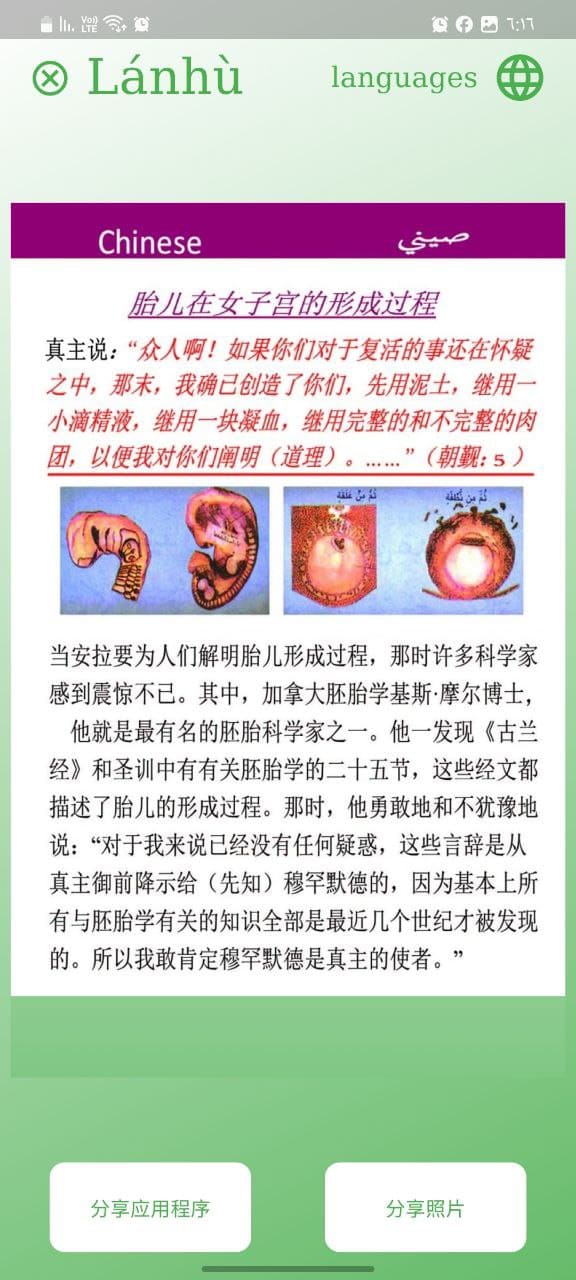 Vo)) LTE
٦:١٦
Lánhù
languages
Chinese
صيني
胎儿在女子宫的形成过程
真主说：“众人啊！如果你们对于复活的事还在怀疑
之中，那末，我确已创造了你们，先用泥土，继用一
小滴精液，继用一块凝血，继用完整的和不完整的肉
团，以便我对你们阐明（道理）。……”（朝觐：5 ）
ثُمَّ مِنْ عَلَقَةٍ
ثُمَّ مِن نُّطْفَةٍ
当安拉要为人们解明胎儿形成过程，那时许多科学家
感到震惊不已。其中，加拿大胚胎学基斯·摩尔博士，
他就是最有名的胚胎科学家之一。他一发现《古兰
经》和圣训中有有关胚胎学的二十五节，这些经文都
描述了胎儿的形成过程。那时，他勇敢地和不犹豫地
说：“对于我来说已经没有任何疑惑，这些言辞是从
真主御前降示给（先知）穆罕默德的，因为基本上所
有与胚胎学有关的知识全部是最近几个世纪才被发现
的。所以我敢肯定穆罕默德是真主的使者。”
分享应用程序
分享照片